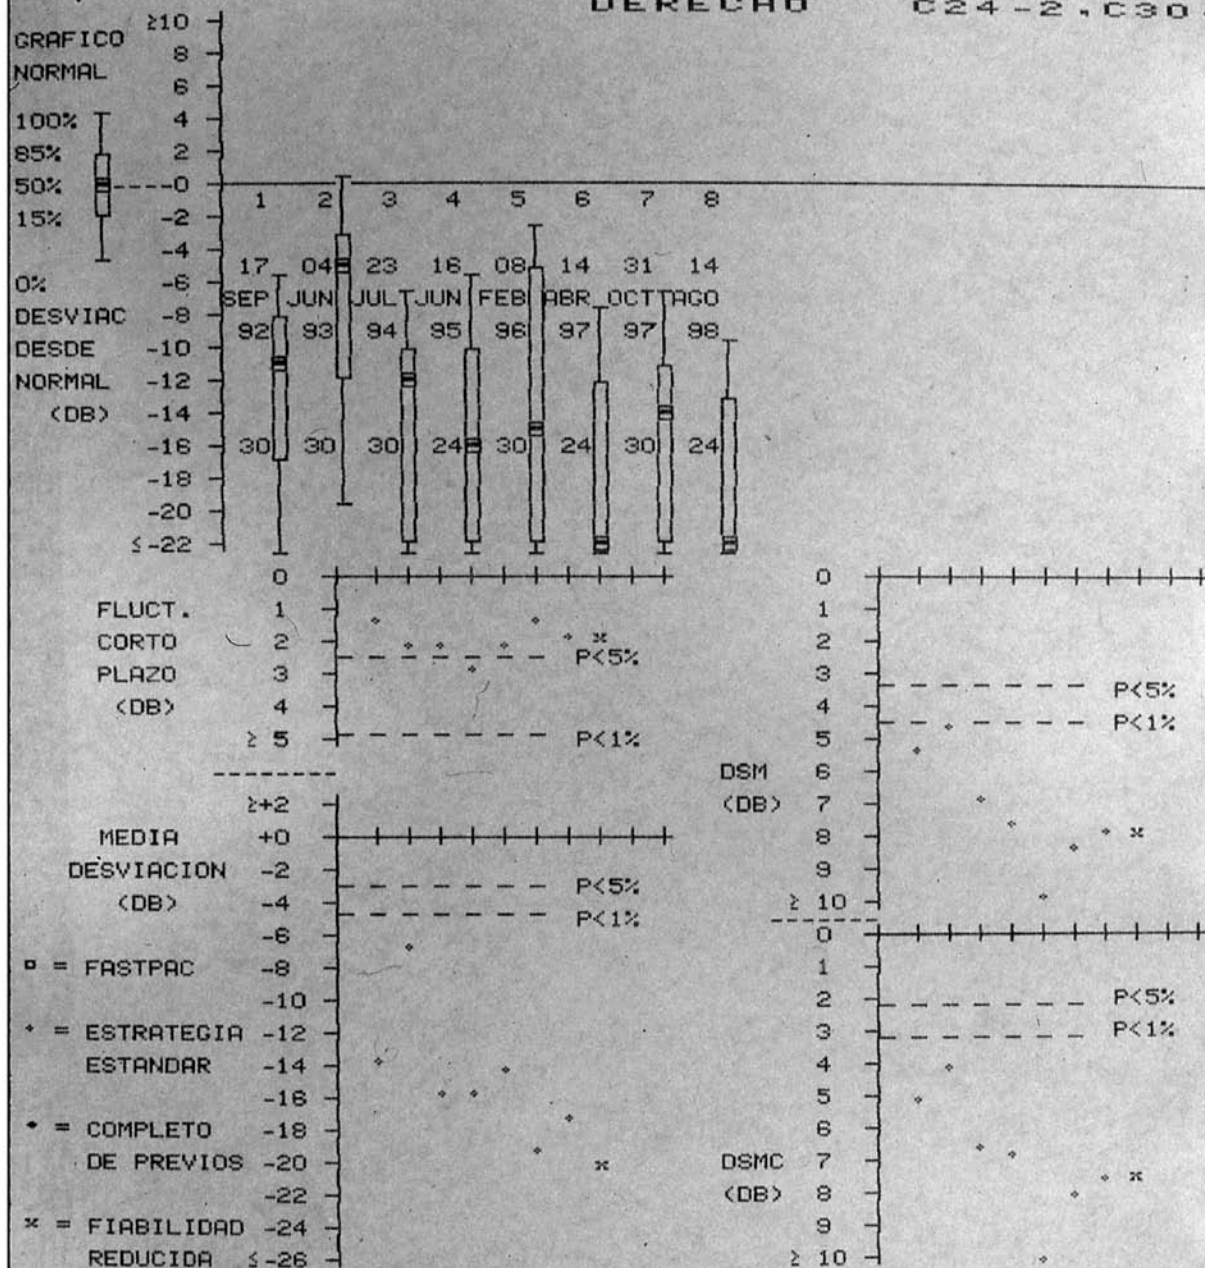 DERECHO C24-2,C30
GRAFICO
NORMAL
100%
85%
50%
15%
0%
DESVIAC
DESDE
NORMAL
(DB)
≥10
8
6
4
2
-0
-2
-4
-6
-8
-10
-12
-14
-16
-18
-20
≤-22
1 2 3 4 5 6 7 8
17 04 23 16 08 14 31 14
SEP JUN JUL JUN FEB ABR OCT AGO
92 93 94 95 96 97 97 98
30 30 30 24 30 24 30 24
FLUCT.
CORTO
PLAZO
(DB)
0
1
2
3
4
≥ 5
P<5%
P<1%
MEDIA
DESVIACION
(DB)
≥+2
+0
-2
-4
-6
-8
-10
-12
-14
-16
-18
-20
-22
-24
≤-26
P<5%
P<1%
= FASTPAC
= ESTRATEGIA
ESTANDAR
= COMPLETO
DE PREVIOS
= FIABILIDAD
REDUCIDA
DSM
(DB)
0
1
2
3
4
5
6
7
8
9
≥ 10
P<5%
P<1%
DSMC
(DB)
0
1
2
3
4
5
6
7
8
9
≥ 10
P<5%
P<1%